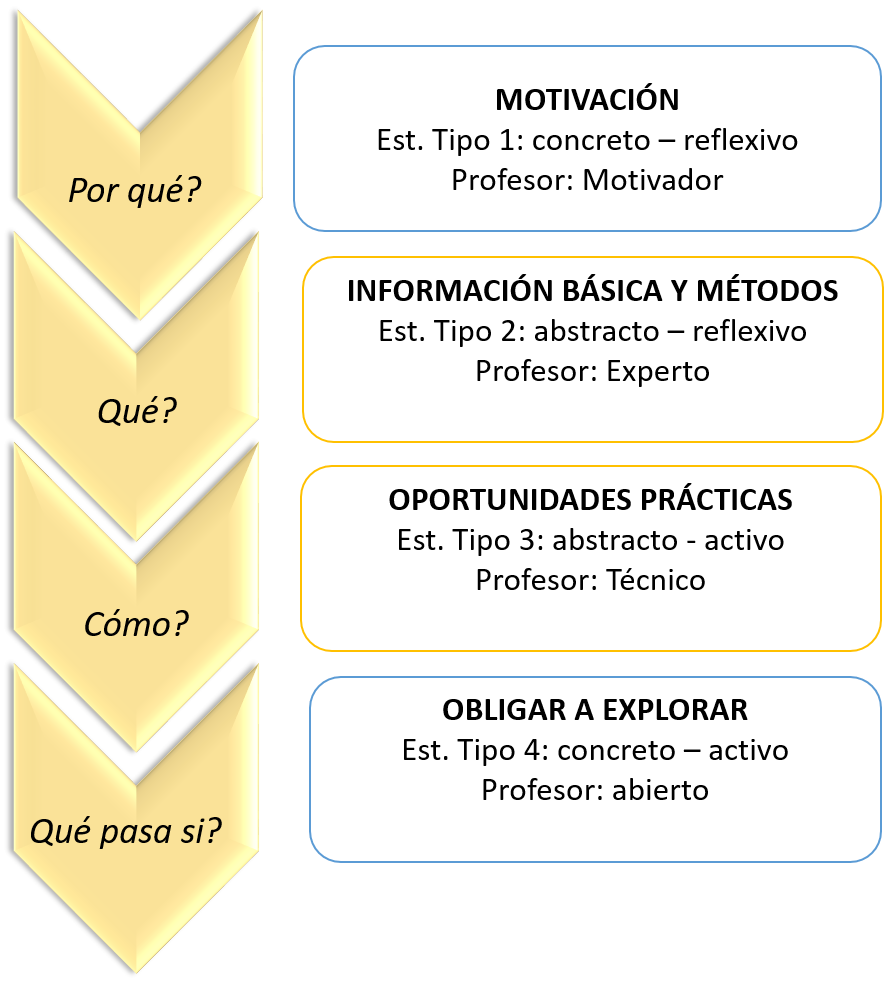 Por qué?
MOTIVACIÓN
Est. Tipo 1: concreto – reflexivo
Profesor: Motivador
Qué?
INFORMACIÓN BÁSICA Y MÉTODOS
Est. Tipo 2: abstracto – reflexivo
Profesor: Experto
Cómo?
OPORTUNIDADES PRÁCTICAS
Est. Tipo 3: abstracto - activo
Profesor: Técnico
Qué pasa si?
OBLIGAR A EXPLORAR
Est. Tipo 4: concreto – activo
Profesor: abierto